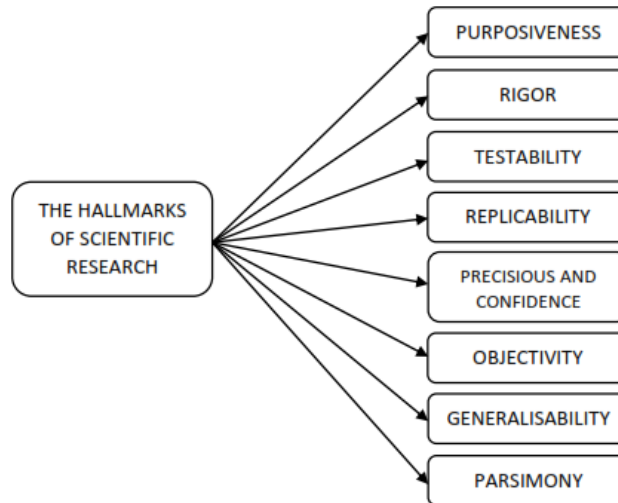 THE HALLMARKS
OF SCIENTIFIC
RESEARCH
PURPOSIVENESS
RIGOR
TESTABILITY
REPLICABILITY
PRECISIOUS AND
CONFIDENCE
OBJECTIVITY
GENERALISABILITY
PARSIMONY